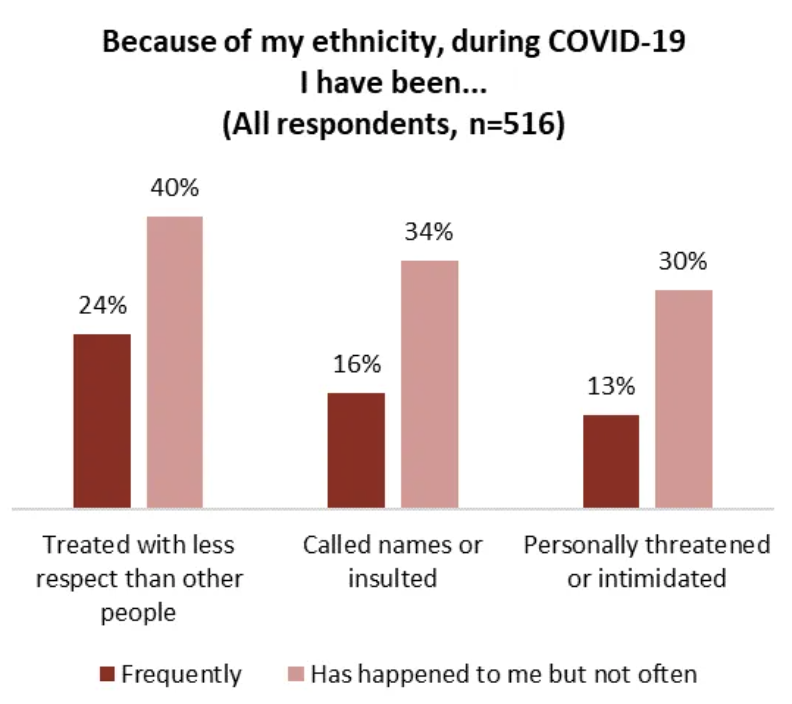 Because of my ethnicity, during COVID-19
I have been...
(All respondents, n=516)
40%
24%
34%
16%
30%
13%
Treated with less
respect than other
people
Called names or
insulted
Personally threatened
or intimidated
Frequently
Has happened to me but not often